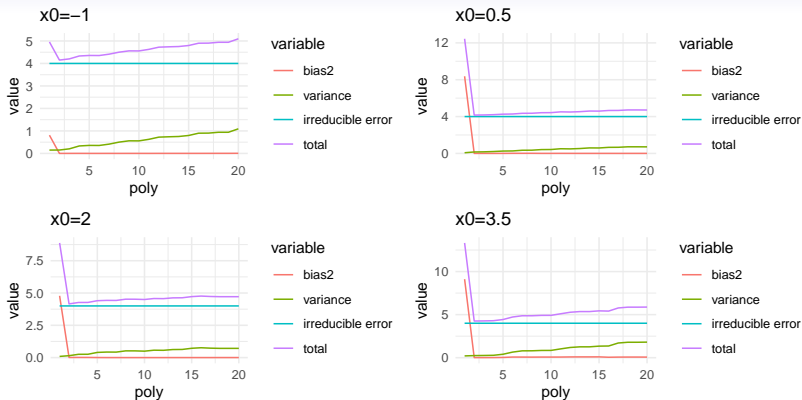 x0=−1
value
5
4
3
2
1
0
5
10
15
20
poly
variable
bias2
variance
irreducible error
total
x0=0.5
value
12
8
4
0
5
10
15
20
poly
variable
bias2
variance
irreducible error
total
x0=2
value
7.5
5.0
2.5
0.0
5
10
15
20
poly
variable
bias2
variance
irreducible error
total
x0=3.5
value
10
5
0
5
10
15
20
poly
variable
bias2
variance
irreducible error
total